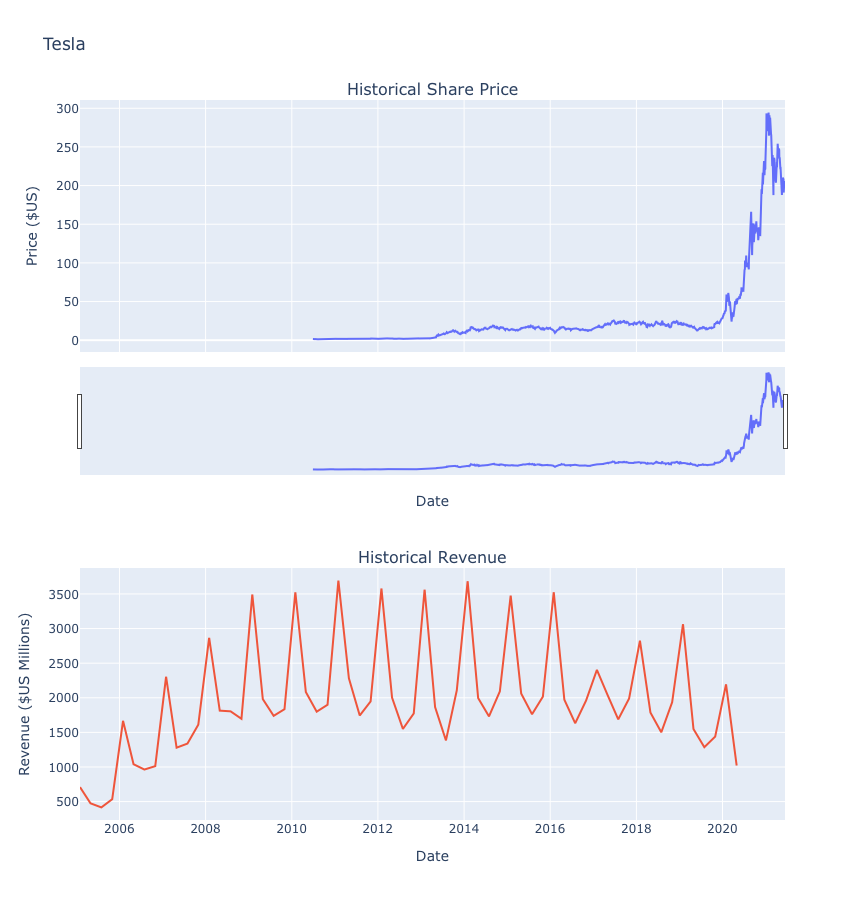 Tesla
Historical Share Price
300
250
200
150
100
50
0
Price ($US)
Date
Historical Revenue
3500
3000
2500
2000
1500
1000
500
Revenue ($US Millions)
2006 2008 2010 2012 2014 2016 2018 2020
Date